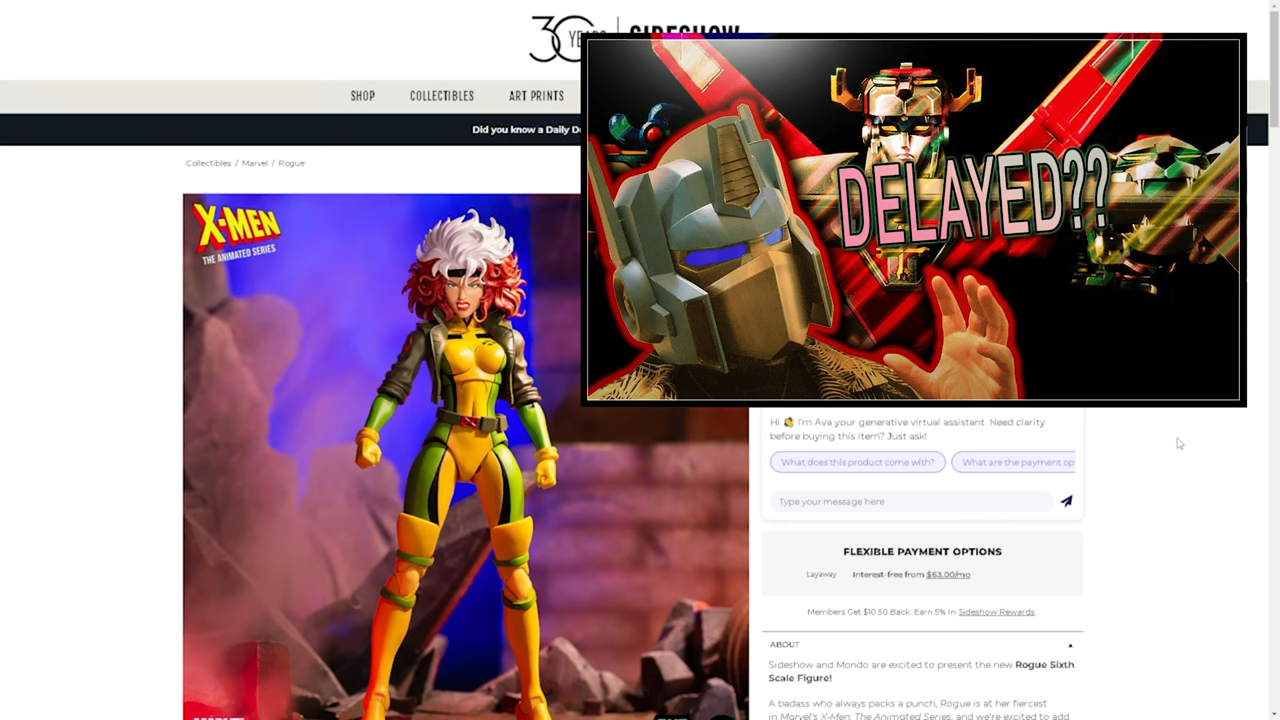 30 YEARS | SIDESHOW
SHOP COLLECTIBLES ART PRINTS
Did you know a Daily De
Collectibles / Marvel / Rogue
X-MEN
THE ANIMATED SERIES
DELAYED??
Hi 👋 I'm Ava your generative virtual assistant. Need clarity
before buying this item? Just ask!
What does this product come with? What are the payment op
Type your message here
FLEXIBLE PAYMENT OPTIONS
Layaway Interest-free from $63.00/mo
Members Get $10.50 Back. Earn 5% In Sideshow Rewards.
ABOUT
Sideshow and Mondo are excited to present the new Rogue Sixth
Scale Figure!
A badass who always packs a punch, Rogue is at her fiercest
in Marvel's X-Men: The Animated Series, and we're excited to add